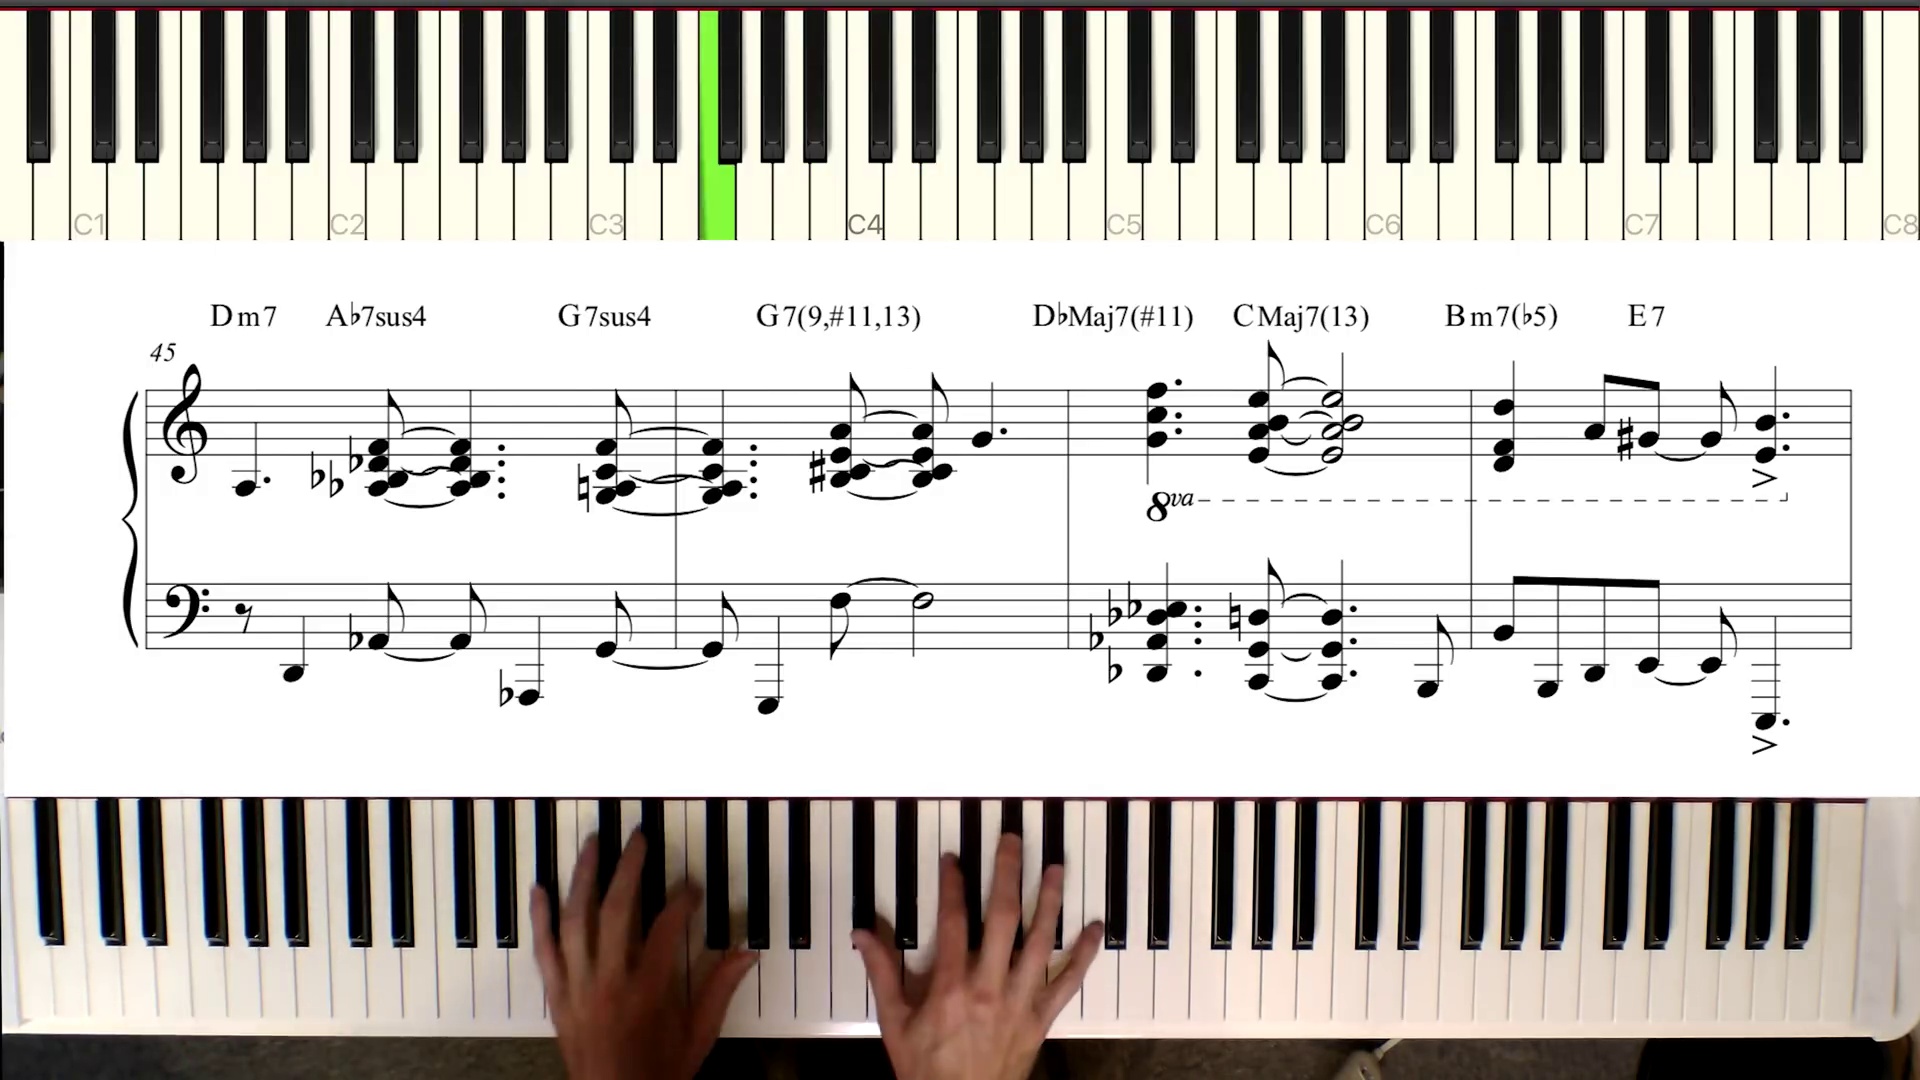 C1 C2 C3 C4 C5 C6 C7 C8
Dm7 A♭7sus4 G7sus4 G7(9,#11,13) D♭Maj7(#11) CMaj7(13) Bm7(♭5) E7
45
8va